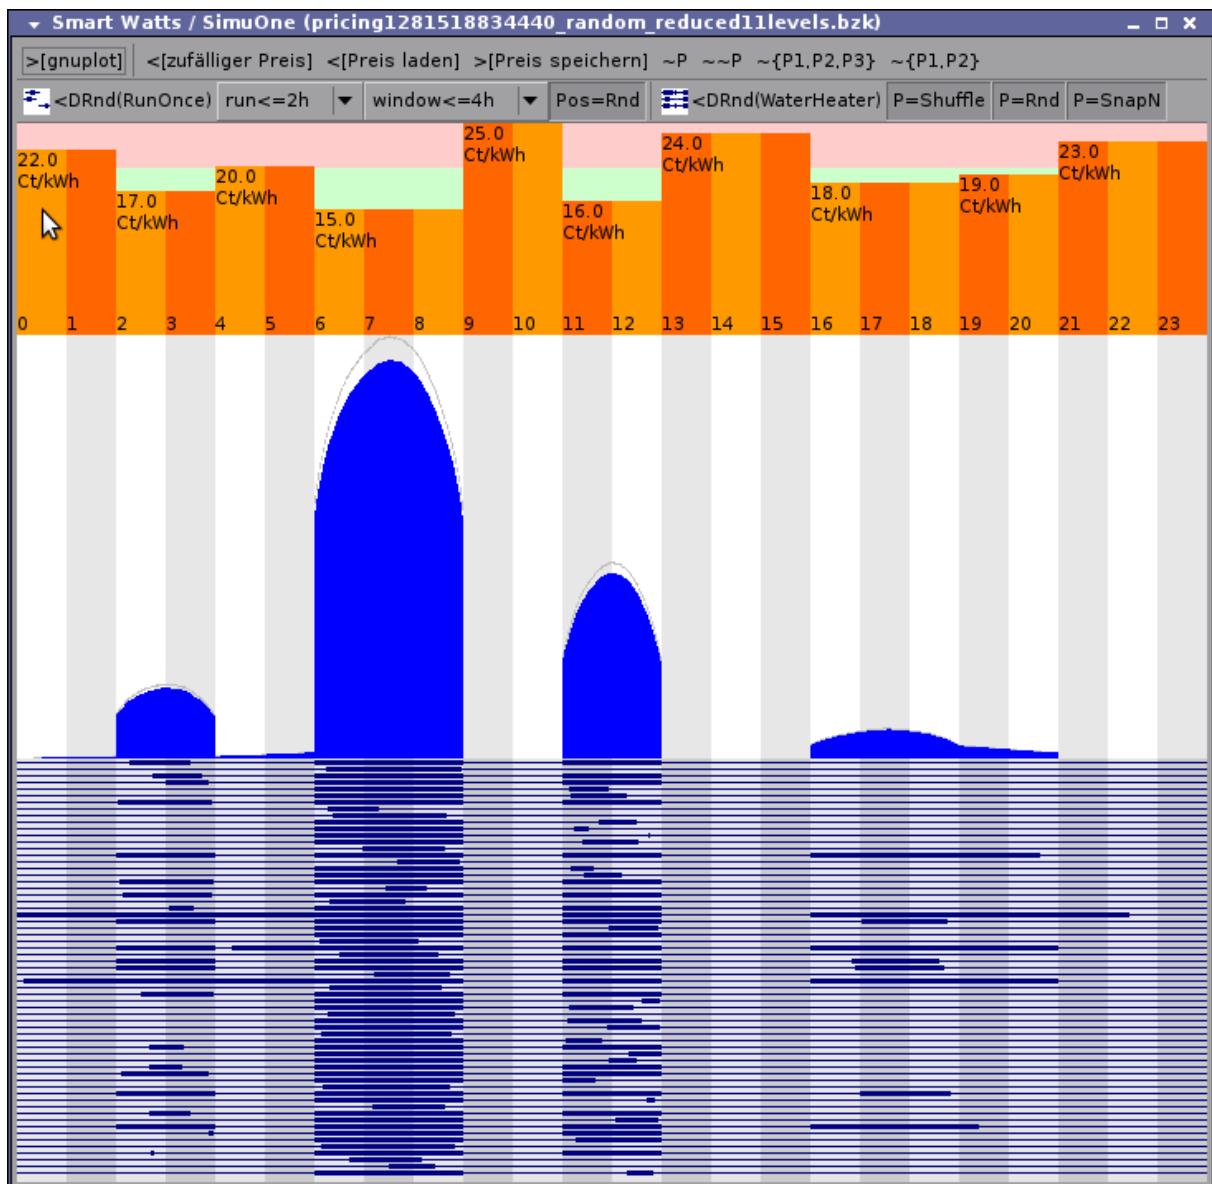 Smart Watts / SimuOne (pricing1281518834440_random_reduced11levels.bzk)
>[gnuplot] <[zufälliger Preis] <[Preis laden] >[Preis speichern] ~P ~~P ~{P1,P2,P3} ~{P1,P2}
<DRnd(RunOnce) run<=2h window<=4h Pos=Rnd <DRnd(WaterHeater) P=Shuffle P=Rnd P=SnapN
22.0
Ct/kWh
17.0
Ct/kWh
20.0
Ct/kWh
15.0
Ct/kWh
25.0
Ct/kWh
16.0
Ct/kWh
24.0
Ct/kWh
18.0
Ct/kWh
19.0
Ct/kWh
23.0
Ct/kWh
0 1 2 3 4 5 6 7 8 9 10 11 12 13 14 15 16 17 18 19 20 21 22 23